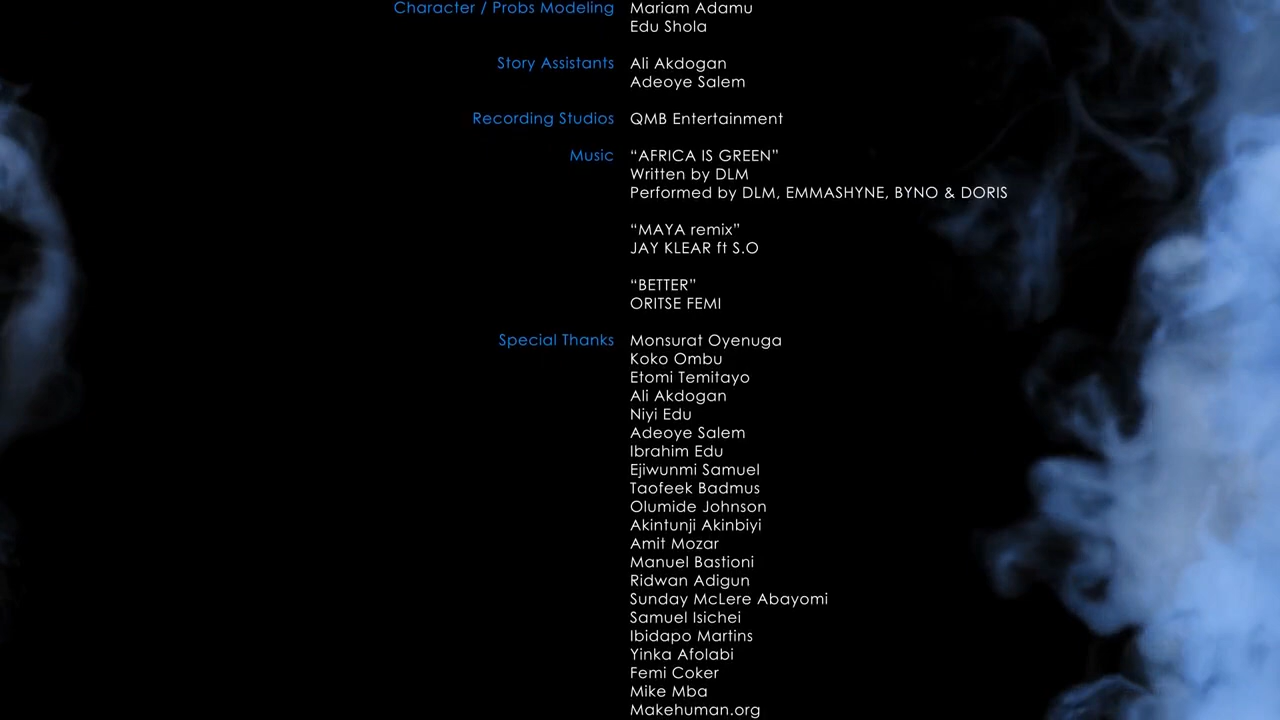 Character / Probs Modeling Mariam Adamu
Edu Shola
Story Assistants Ali Akdogan
Adeoye Salem
Recording Studios QMB Entertainment
Music “AFRICA IS GREEN”
Written by DLM
Performed by DLM, EMMASHYNE, BYNO & DORIS
“MAYA remix”
JAY KLEAR ft S.O
“BETTER”
ORITSE FEMI
Special Thanks Monsurat Oyenuga
Koko Ombu
Etomi Temitayo
Ali Akdogan
Niyi Edu
Adeoye Salem
Ibrahim Edu
Ejiwunmi Samuel
Taofeek Badmus
Olumide Johnson
Akintunji Akinbiyi
Amit Mozar
Manuel Bastioni
Ridwan Adigun
Sunday McLere Abayomi
Samuel Isichei
Ibidapo Martins
Yinka Afolabi
Femi Coker
Mike Mba
Makehuman.org